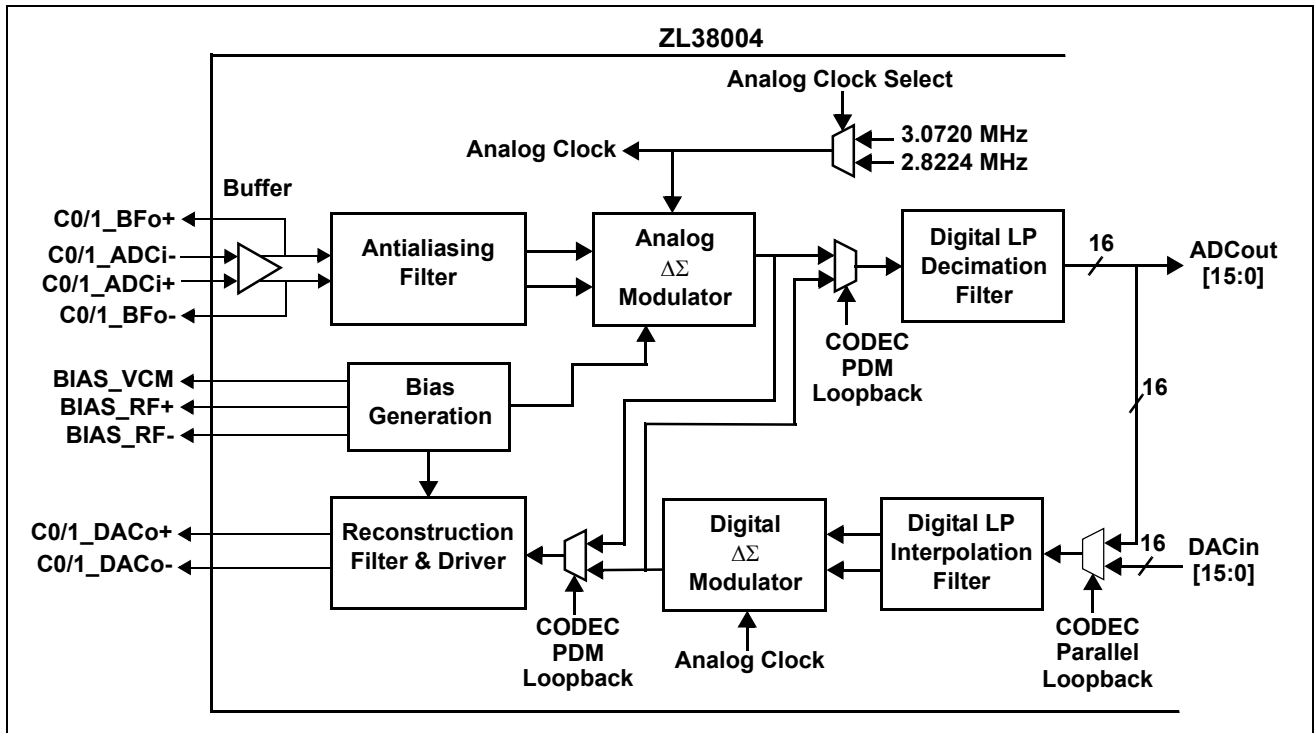 ZL38004
Analog Clock Select
3.0720 MHz
2.8224 MHz
Analog Clock
Buffer
C0/1_BFo+
C0/1_ADCi-
C0/1_ADCi+
C0/1_BFo-
Antialiasing
Filter
Analog
ΔΣ
Modulator
Digital LP
Decimation
Filter
16
ADCout
[15:0]
CODEC
PDM
Loopback
16
BIAS_VCM
BIAS_RF+
BIAS_RF-
Bias
Generation
C0/1_DACo+
C0/1_DACo-
Reconstruction
Filter & Driver
CODEC
PDM
Loopback
Digital
ΔΣ
Modulator
Analog Clock
Digital LP
Interpolation
Filter
16
DACin
[15:0]
CODEC
Parallel
Loopback